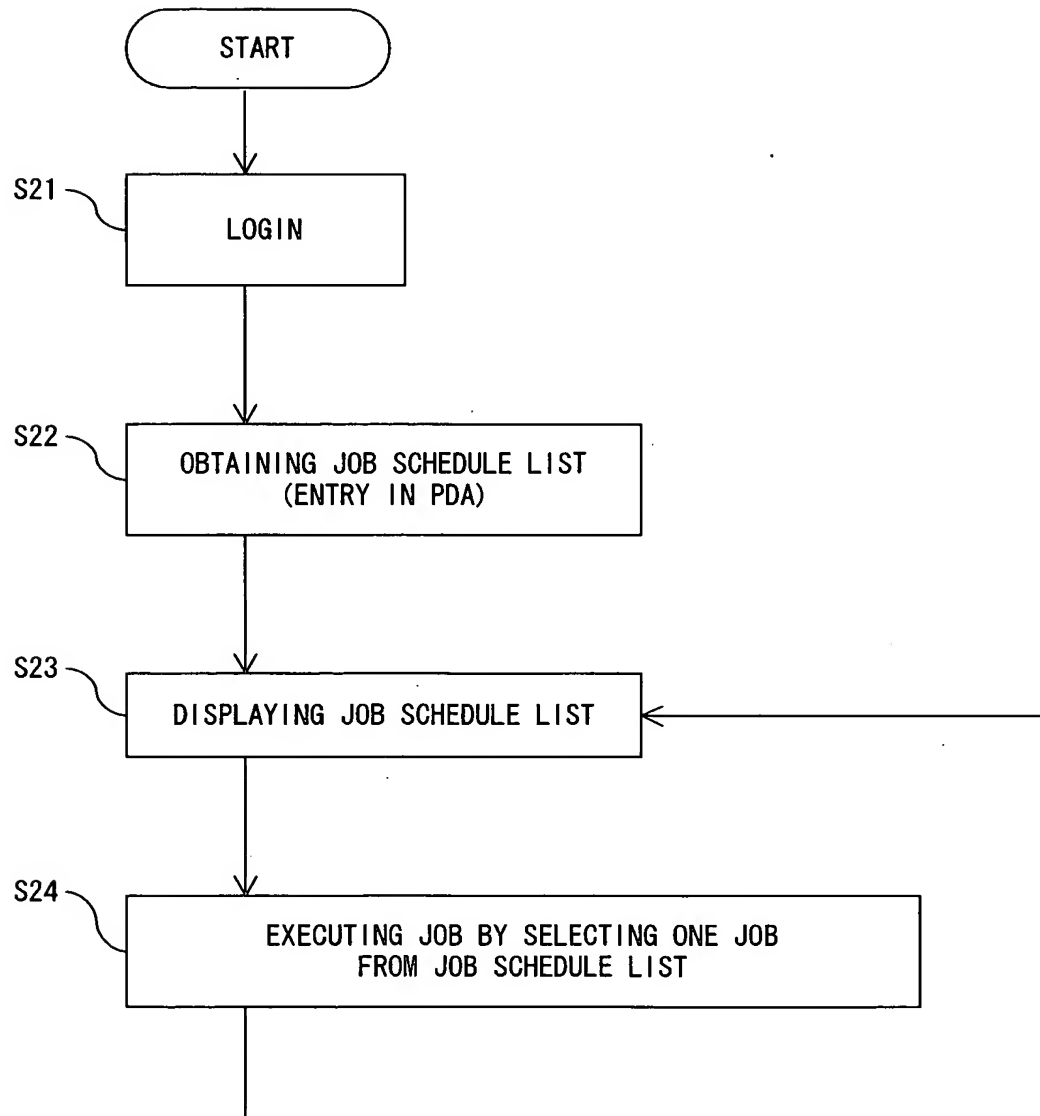 START
S21
LOGIN
S22
OBTAINING JOB SCHEDULE LIST
(ENTRY IN PDA)
S23
DISPLAYING JOB SCHEDULE LIST
S24
EXECUTING JOB BY SELECTING ONE JOB
FROM JOB SCHEDULE LIST